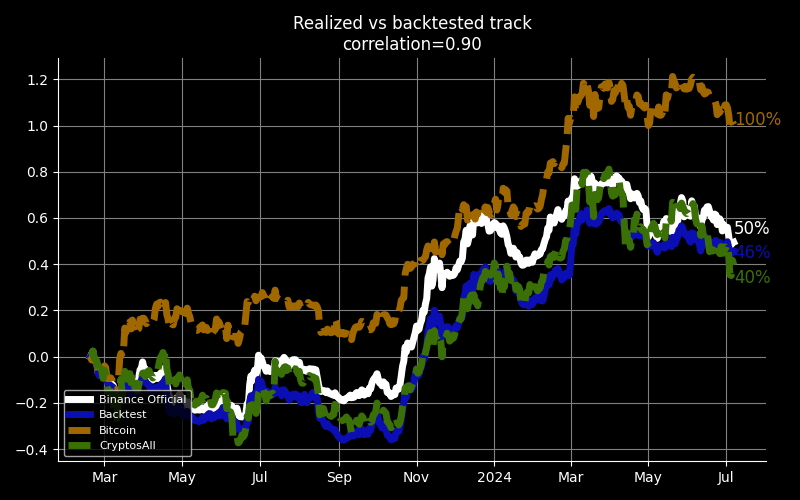 Realized vs backtested track
correlation=0.90
1.2
1.0
0.8
0.6
0.4
0.2
0.0
−0.2
−0.4
100%
50%
46%
40%
Binance Official
Backtest
Bitcoin
CryptosAll
Mar May Jul Sep Nov 2024 Mar May Jul